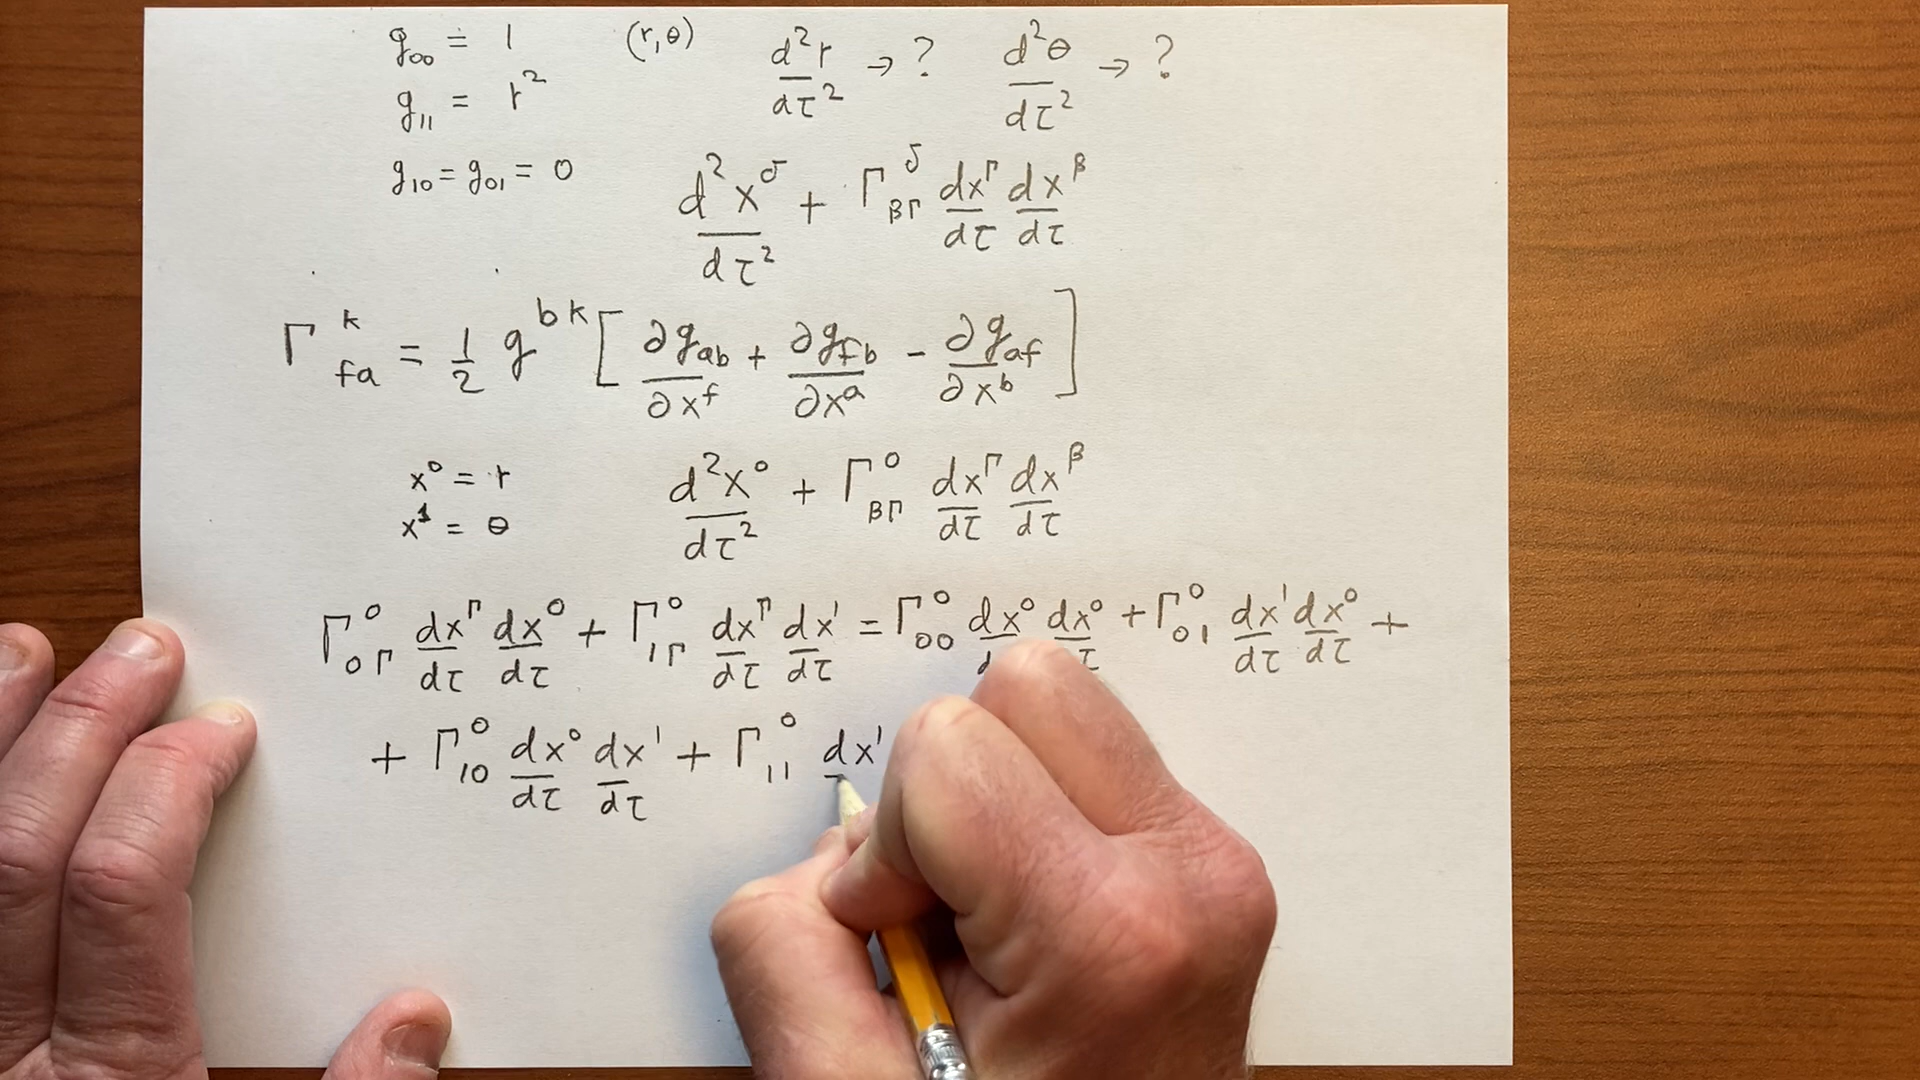 g₀₀ = 1 (r,θ) d²r/dτ² → ? d²θ/dτ² → ?
g₁₁ = r²
g₁₀ = g₀₁ = 0 d²x^δ/dτ² + Γ^δ_βΓ dx^Γ/dτ dx^β/dτ
Γ^k_fa = 1/2 g^bk [ ∂g_ab/∂x^f + ∂g_fb/∂x^a - ∂g_af/∂x^b ]
x⁰ = r d²x⁰/dτ² + Γ⁰_βΓ dx^Γ/dτ dx^β/dτ
x¹ = θ
Γ⁰_0Γ dx^Γ/dτ dx⁰/dτ + Γ⁰_1Γ dx^Γ/dτ dx¹/dτ = Γ⁰_00 dx⁰/d dx⁰/τ + Γ⁰_01 dx¹/dτ dx⁰/dτ +
+ Γ⁰_10 dx⁰/dτ dx¹/dτ + Γ⁰_11 dx¹